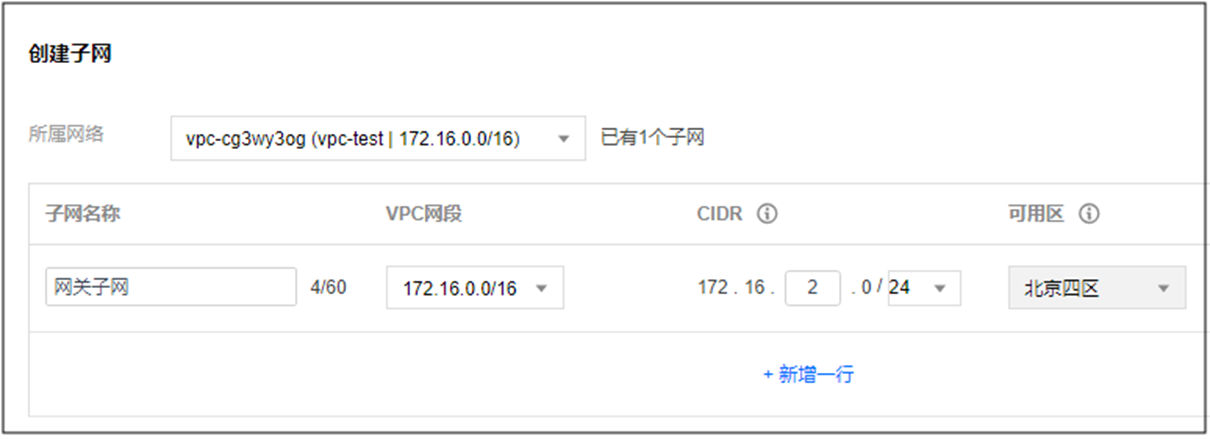 创建子网
所属网络 vpc-cg3wy3og (vpc-test | 172.16.0.0/16) 已有1个子网
子网名称 VPC网段 CIDR 可用区
网关子网 4/60 172.16.0.0/16 172 . 16 . 2 . 0 / 24 北京四区
+ 新增一行